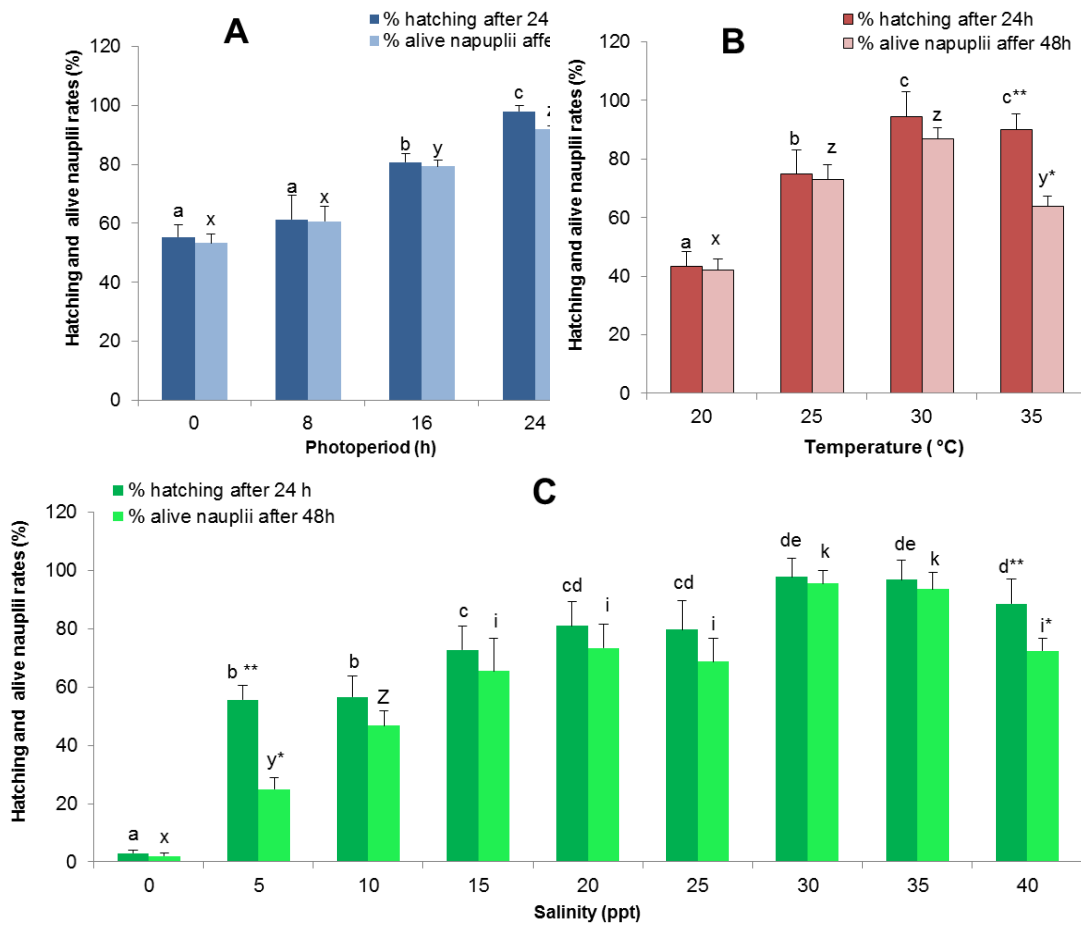 A
% hatching after 24
% alive napuplii affe
Hatching and alive nauplii rates (%)
120
100
80
60
40
20
0
a
x
a
x
b
y
c
z
0 8 16 24
Photoperiod (h)
B
% hatching after 24h
% alive napuplii affer 48h
Hatching and alive nauplii rates (%)
120
100
80
60
40
20
0
a
x
b
z
c
z
c**
y*
20 25 30 35
Temperature ( °C)
C
% hatching after 24 h
% alive nauplii after 48h
Hatching and alive nauplii rates (%)
120
100
80
60
40
20
0
a
x
b **
y*
b
Z
c
i
cd
i
cd
i
de
k
de
k
d**
i*
0 5 10 15 20 25 30 35 40
Salinity (ppt)